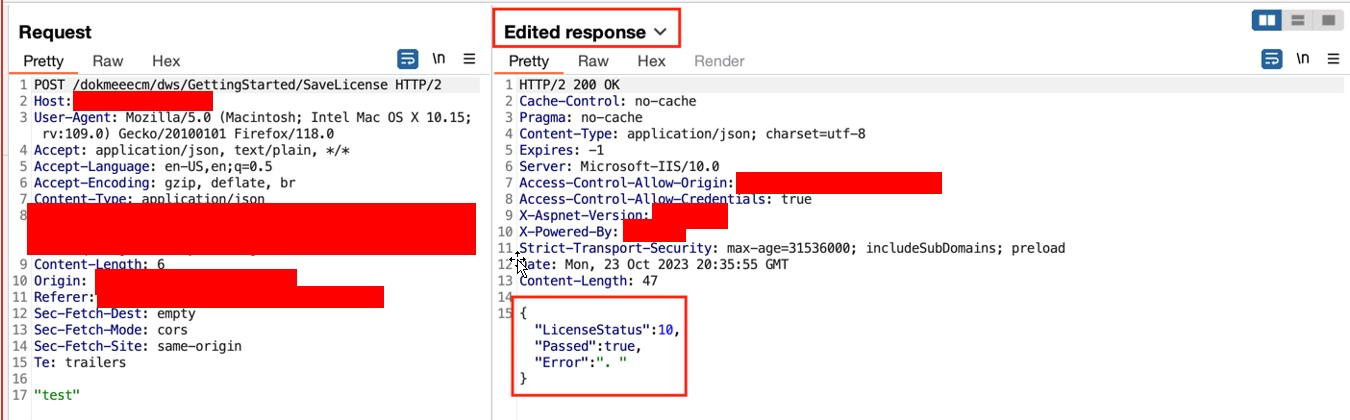 Request
Pretty Raw Hex \n
1 POST /dokmeeecm/dws/GettingStarted/SaveLicense HTTP/2
2 Host:
3 User-Agent: Mozilla/5.0 (Macintosh; Intel Mac OS X 10.15;
rv:109.0) Gecko/20100101 Firefox/118.0
4 Accept: application/json, text/plain, */*
5 Accept-Language: en-US,en;q=0.5
6 Accept-Encoding: gzip, deflate, br
7 Content-Type: application/json
8
9 Content-Length: 6
10 Origin:
11 Referer:
12 Sec-Fetch-Dest: empty
13 Sec-Fetch-Mode: cors
14 Sec-Fetch-Site: same-origin
15 Te: trailers
16
17 "test"
Edited response
Pretty Raw Hex Render \n
1 HTTP/2 200 OK
2 Cache-Control: no-cache
3 Pragma: no-cache
4 Content-Type: application/json; charset=utf-8
5 Expires: -1
6 Server: Microsoft-IIS/10.0
7 Access-Control-Allow-Origin:
8 Access-Control-Allow-Credentials: true
9 X-Aspnet-Version:
10 X-Powered-By:
11 Strict-Transport-Security: max-age=31536000; includeSubDomains; preload
12 Date: Mon, 23 Oct 2023 20:35:55 GMT
13 Content-Length: 47
14
15 {
"LicenseStatus":10,
"Passed":true,
"Error":". "
}